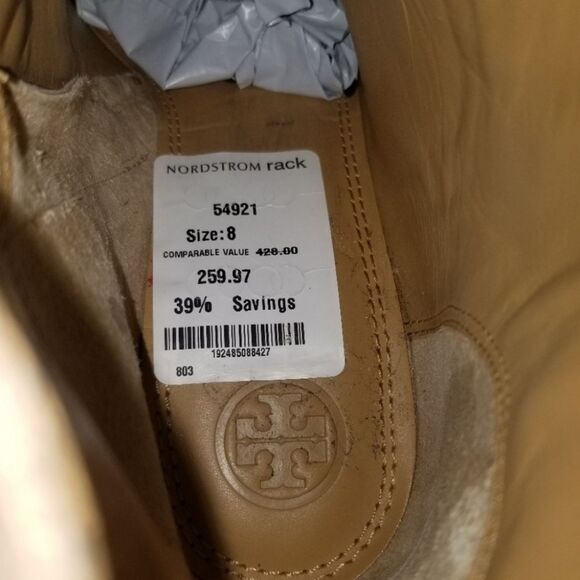 NORDSTROM rack
54921
Size:8
COMPARABLE VALUE 428.00
259.97
39% Savings
192485088427
803